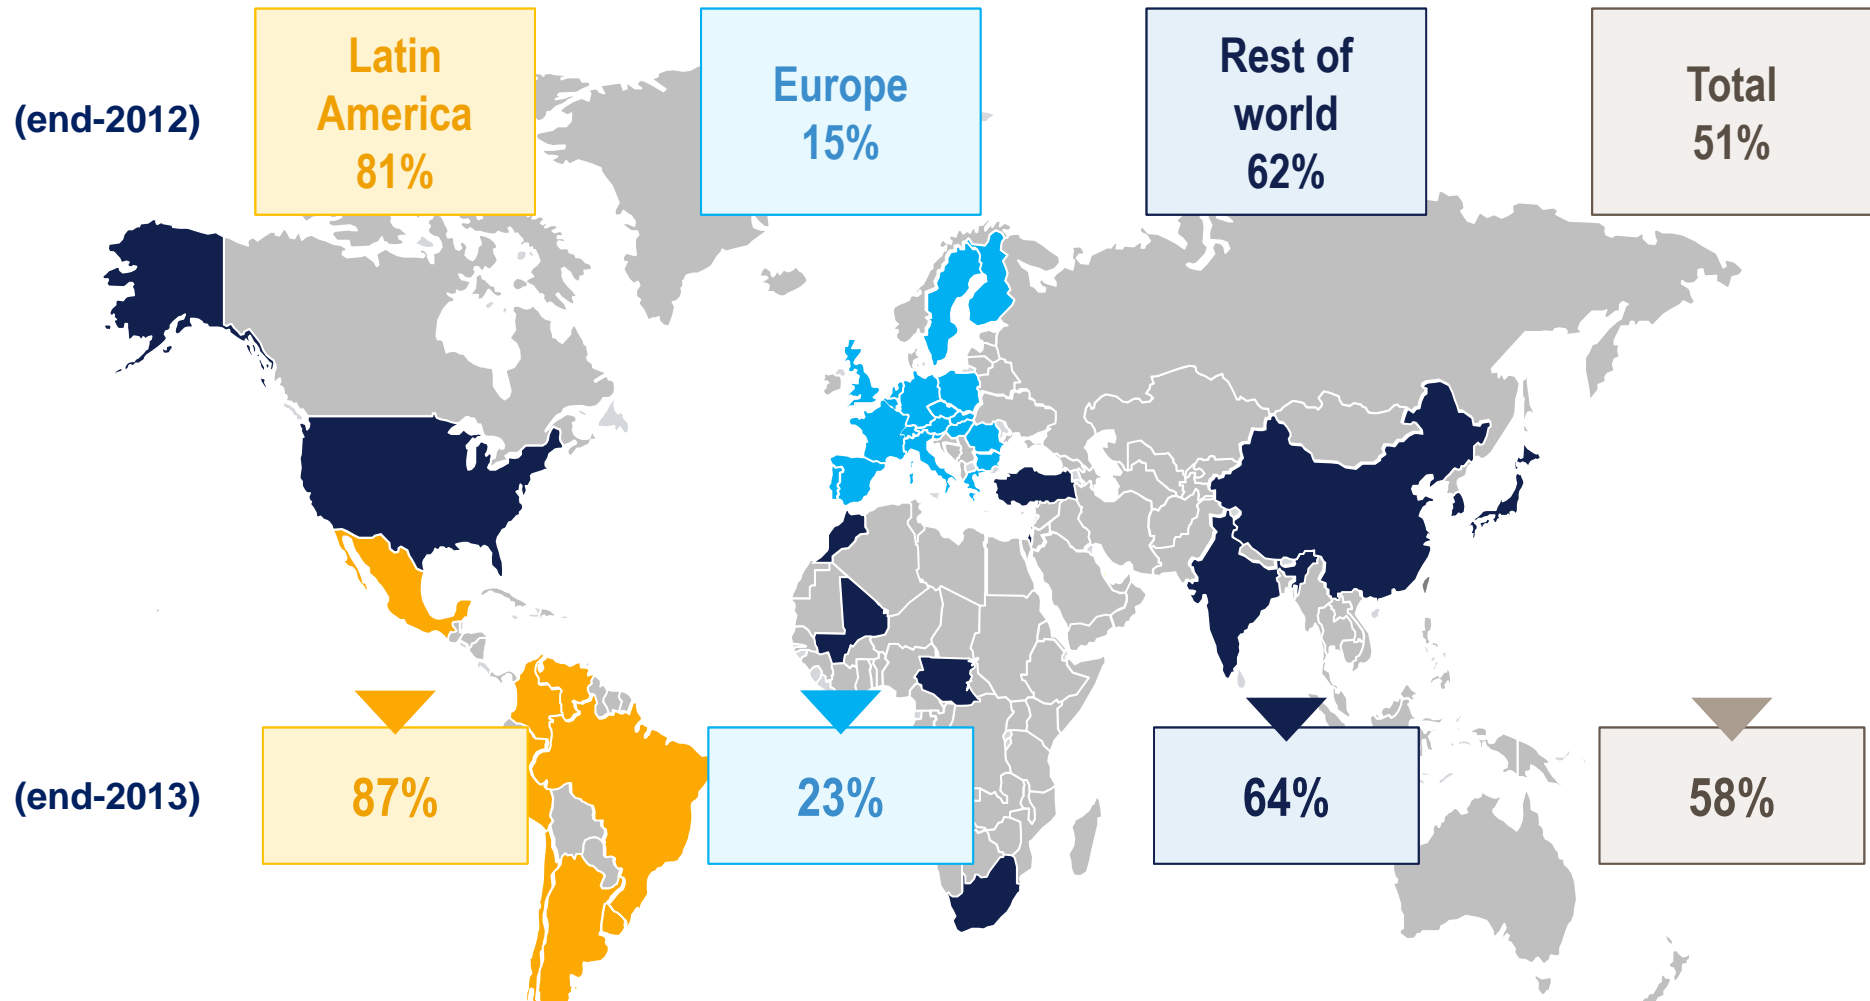 (end-2012)
Latin
America
81%
Europe
15%
Rest of
world
62%
Total
51%
(end-2013)
87%
23%
64%
58%